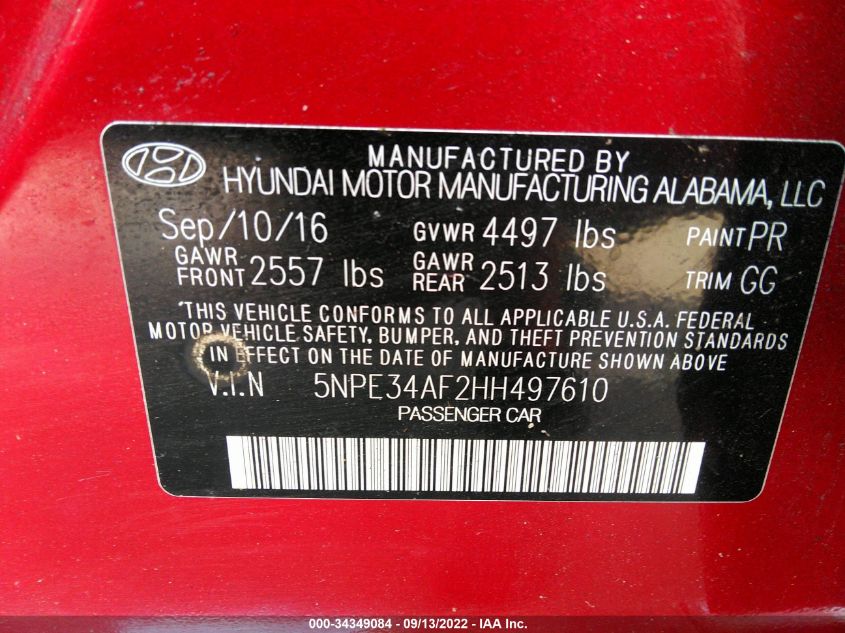 MANUFACTURED BY
HYUNDAI MOTOR MANUFACTURING ALABAMA, LLC
Sep/10/16 GVWR 4497 lbs PAINT PR
GAWR FRONT 2557 lbs GAWR REAR 2513 lbs TRIM GG
"THIS VEHICLE CONFORMS TO ALL APPLICABLE U.S.A. FEDERAL
MOTOR VEHICLE SAFETY, BUMPER, AND THEFT PREVENTION STANDARDS
IN EFFECT ON THE DATE OF MANUFACTURE SHOWN ABOVE
V.I.N 5NPE34AF2HH497610
PASSENGER CAR
000-34349084 - 09/13/2022 - IAA Inc.